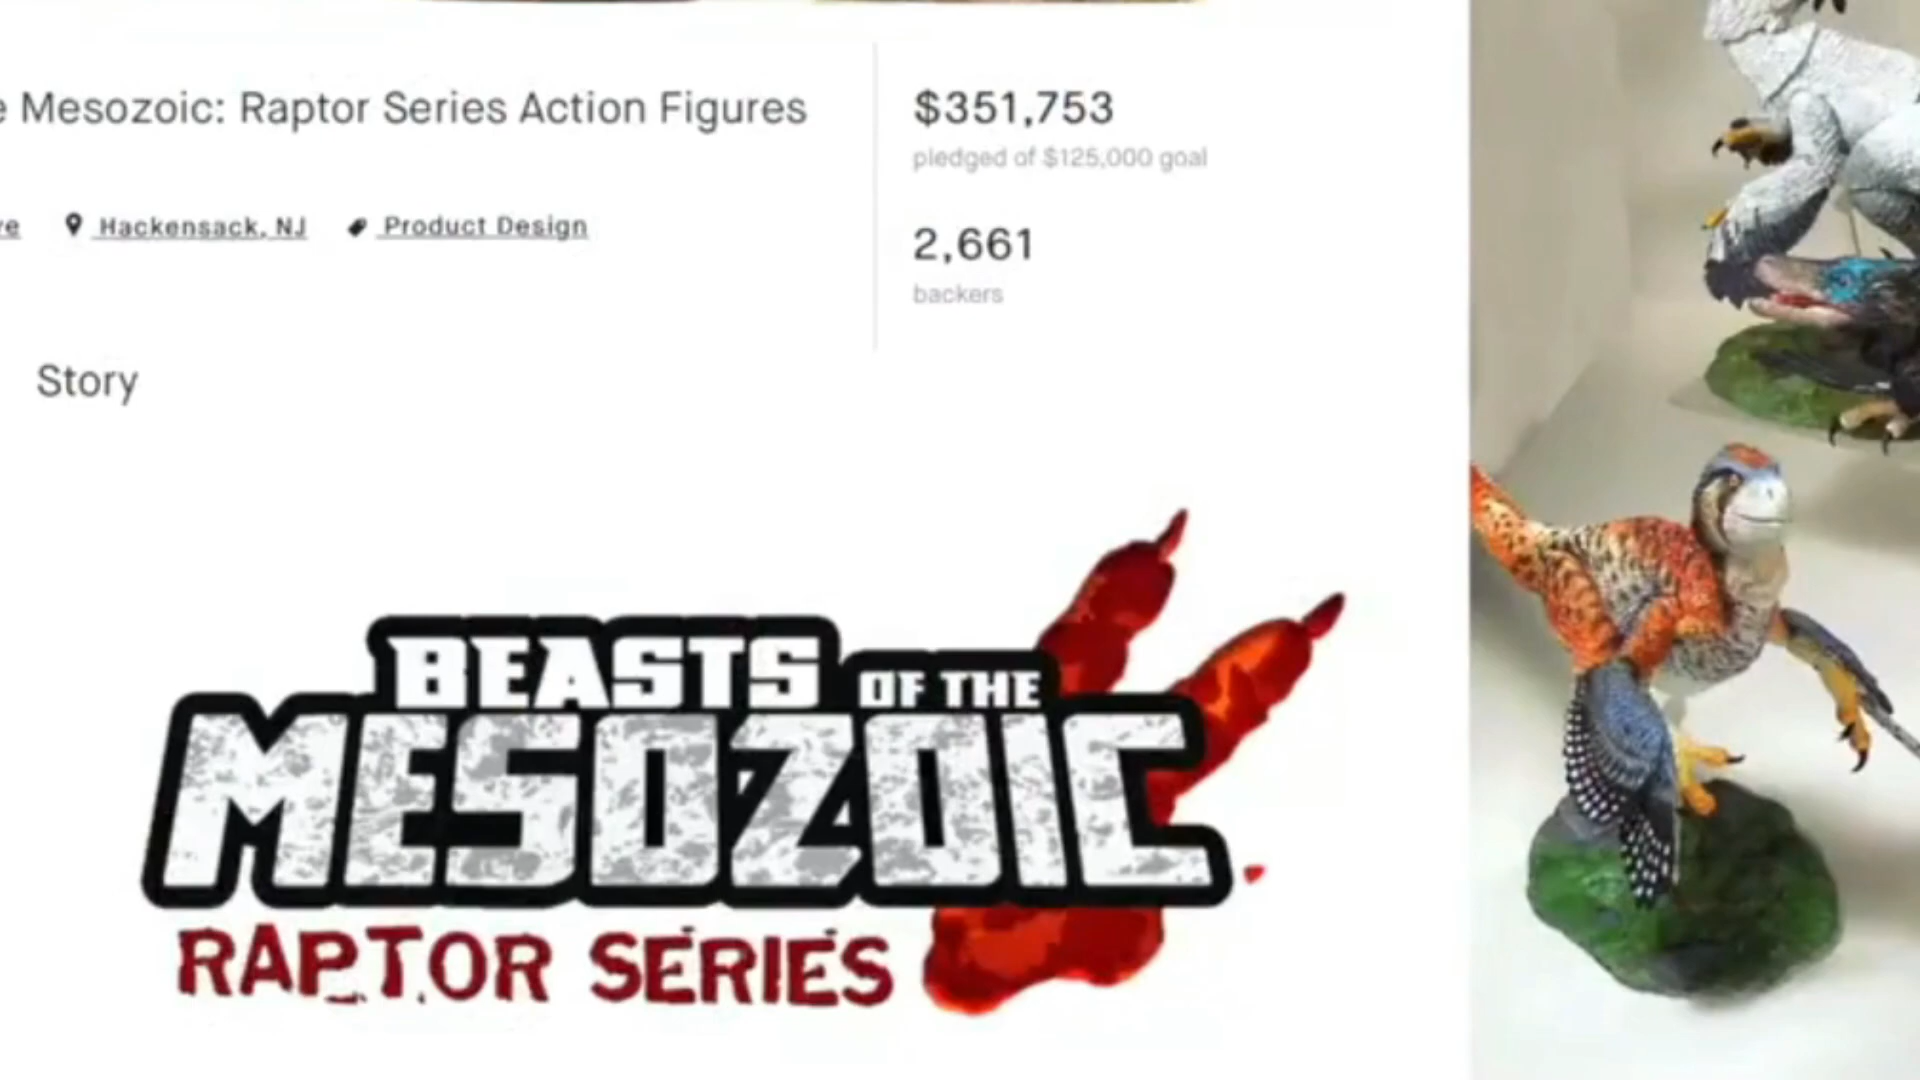 e Mesozoic: Raptor Series Action Figures
$351,753
pledged of $125,000 goal
re Hackensack, NJ Product Design
2,661
backers
Story
BEASTS OF THE
MESOZOIC
RAPTOR SERIES